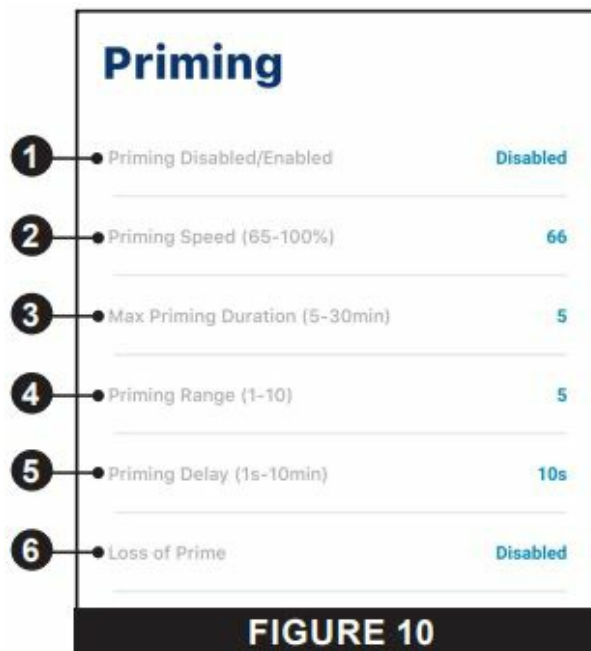 Priming
1 Priming Disabled/Enabled Disabled
2 Priming Speed (65-100%) 66
3 Max Priming Duration (5-30min) 5
4 Priming Range (1-10) 5
5 Priming Delay (1s-10min) 10s
6 Loss of Prime Disabled
FIGURE 10